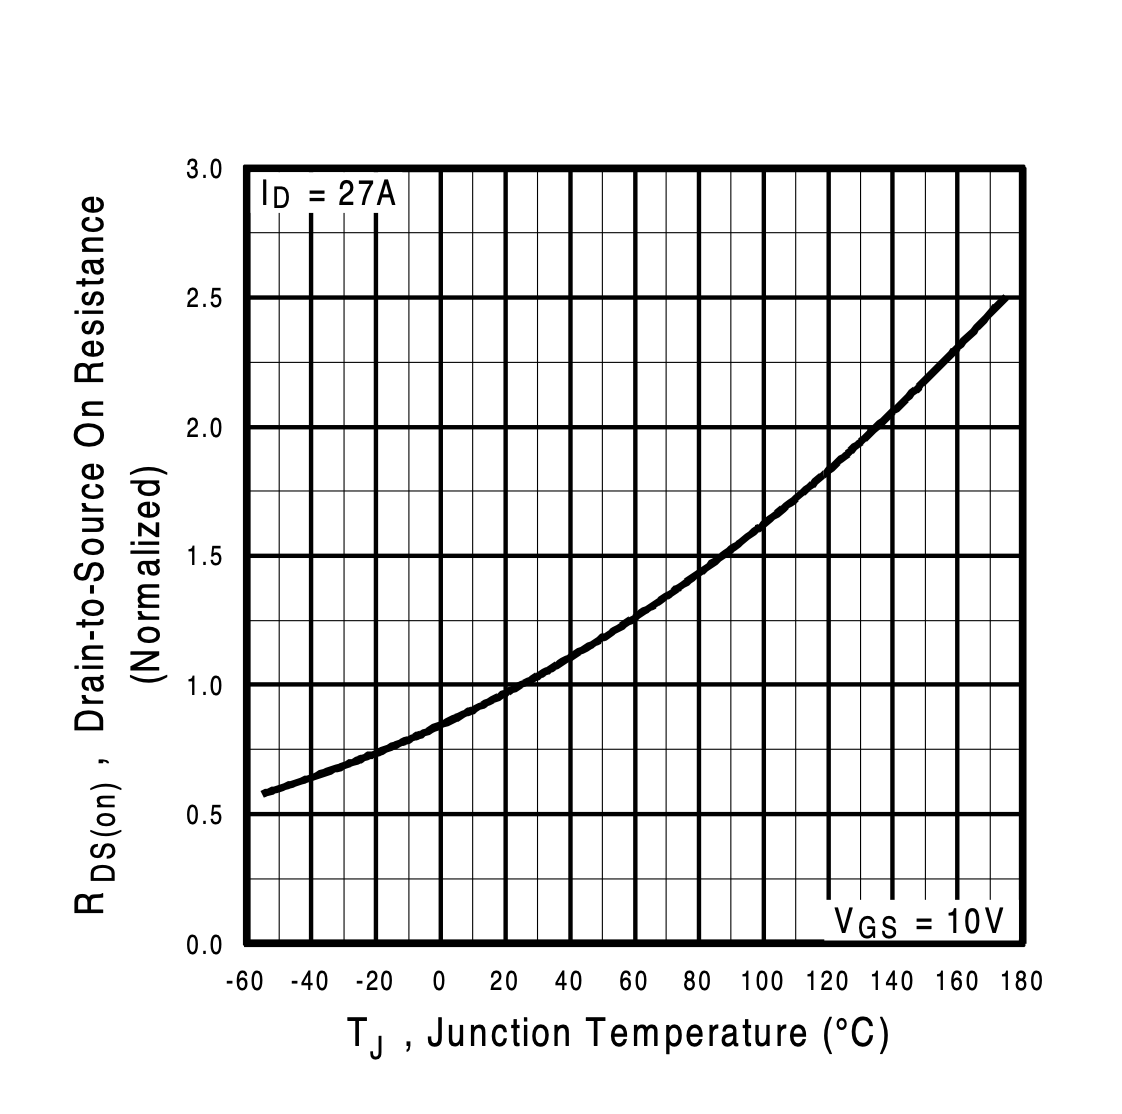 3.0
I_D = 27A
2.5
2.0
1.5
1.0
0.5
0.0
V_GS = 10V
-60 -40 -20 0 20 40 60 80 100 120 140 160 180
T_J , Junction Temperature (°C)
R_DS(on) , Drain-to-Source On Resistance
(Normalized)